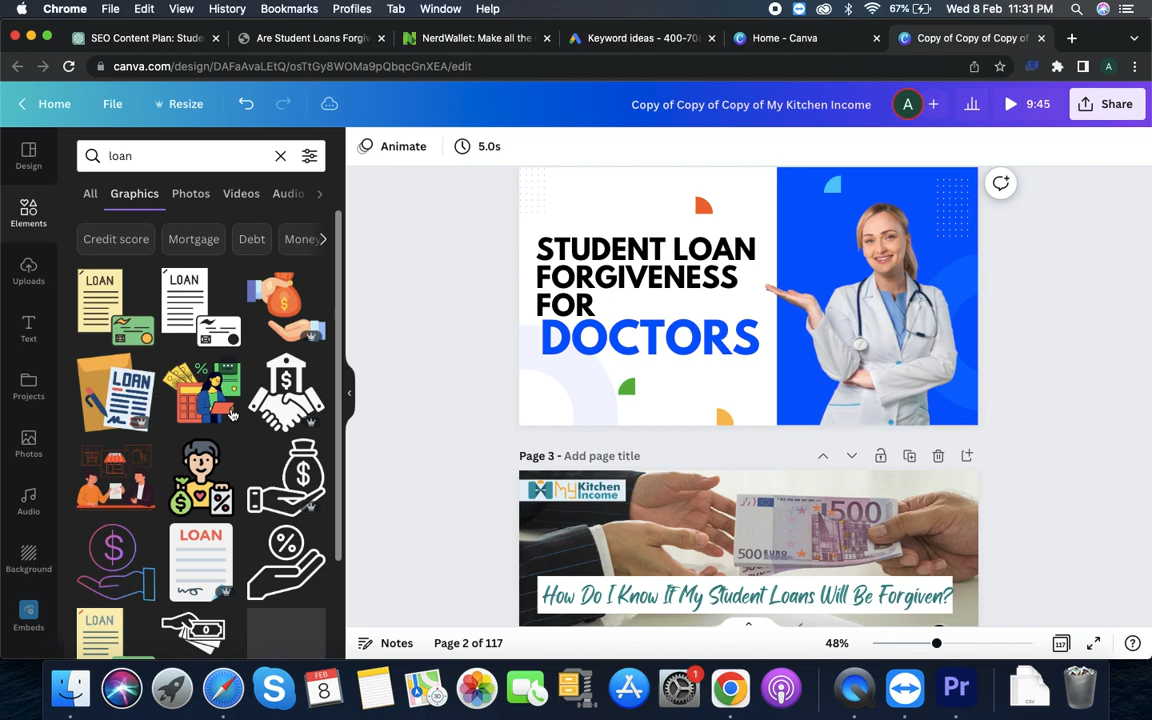 Chrome File Edit View History Bookmarks Profiles Tab Window Help
67% Wed 8 Feb 11:31 PM
SEO Content Plan: Stude
Are Student Loans Forgiv
NerdWallet: Make all the
Keyword ideas - 400-70
Home - Canva
Copy of Copy of Copy of
canva.com/design/DAFaAvaLEtQ/osTtGy8WOMa9pQbqcGnXEA/edit
A
Home File Resize
Copy of Copy of Copy of My Kitchen Income
A + 9:45 Share
Design
Elements
Uploads
Text
Projects
Photos
Audio
Background
Embeds
loan
All Graphics Photos Videos Audio
Credit score Mortgage Debt Money
LOAN
LOAN
LOAN
LOAN
LOAN
Animate 5.0s
STUDENT LOAN
FORGIVENESS
FOR
DOCTORS
Page 3 - Add page title
My Kitchen
Income
500
500 EURO
How Do I Know If My Student Loans Will Be Forgiven?
Notes Page 2 of 117
48%
117
FEB
8
1
Pr
CSV